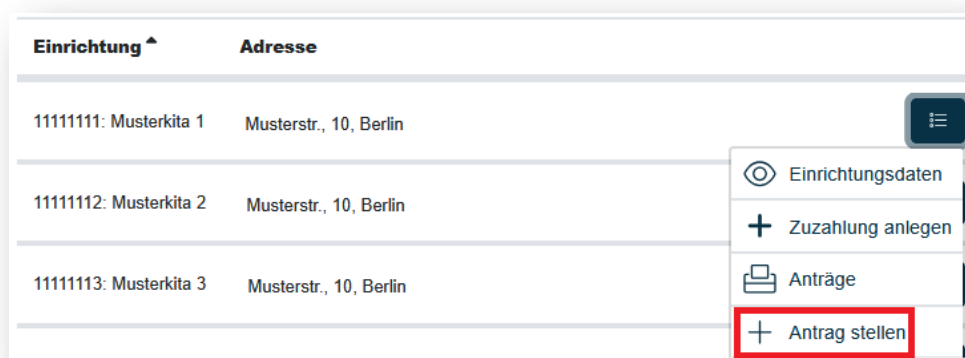 Einrichtung Adresse
11111111: Musterkita 1 Musterstr., 10, Berlin
Einrichtungsdaten
11111112: Musterkita 2 Musterstr., 10, Berlin
Zuzahlung anlegen
11111113: Musterkita 3 Musterstr., 10, Berlin
Anträge
Antrag stellen